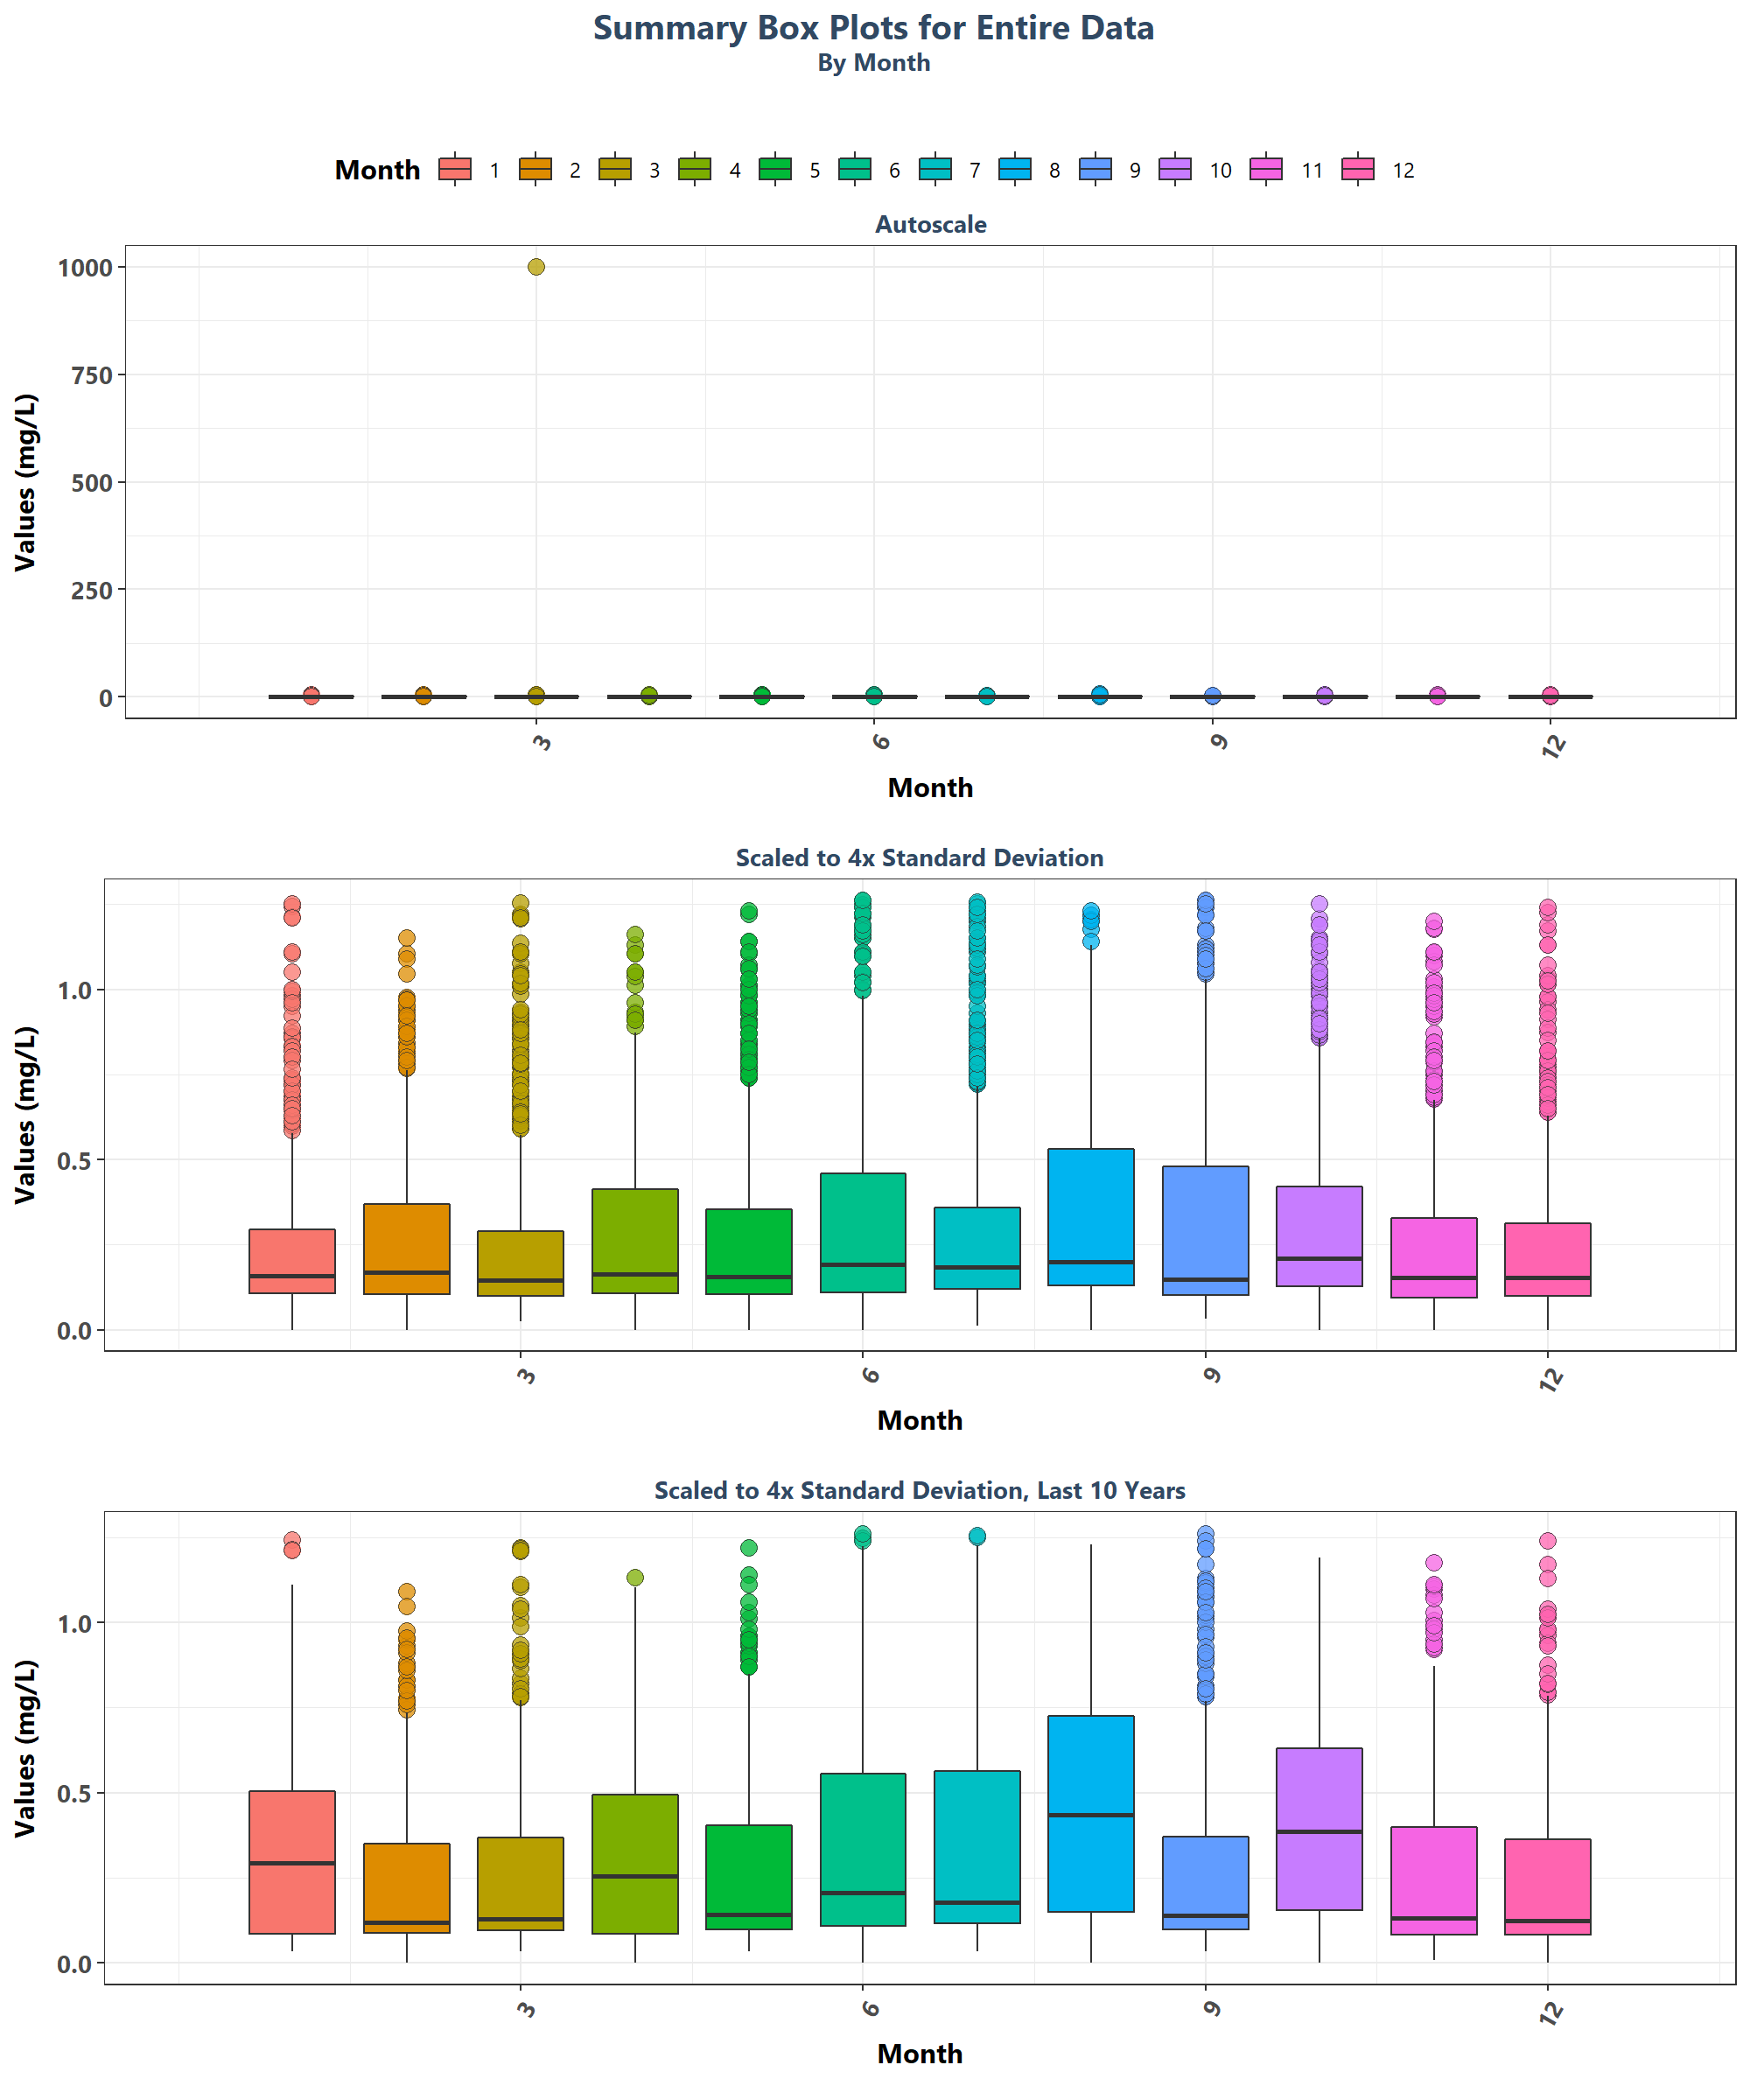 Summary Box Plots for Entire Data
By Month
Month 1 2 3 4 5 6 7 8 9 10 11 12
Autoscale
Values (mg/L)
1000
750
500
250
0
3 6 9 12
Month
Scaled to 4x Standard Deviation
Values (mg/L)
1.0
0.5
0.0
3 6 9 12
Month
Scaled to 4x Standard Deviation, Last 10 Years
Values (mg/L)
1.0
0.5
0.0
3 6 9 12
Month